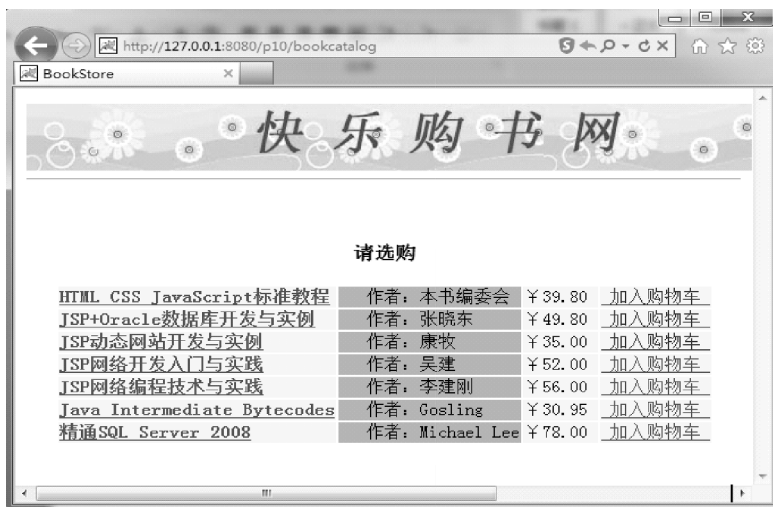 http://127.0.0.1:8080/p10/bookcatalog
BookStore
快乐购书网
请选购
HTML CSS JavaScript标准教程 作者：本书编委会 ￥39.80 加入购物车
JSP+Oracle数据库开发与实例 作者：张晓东 ￥49.80 加入购物车
JSP动态网站开发与实例 作者：康牧 ￥35.00 加入购物车
JSP网络开发入门与实践 作者：吴建 ￥52.00 加入购物车
JSP网络编程技术与实践 作者：李建刚 ￥56.00 加入购物车
Java Intermediate Bytecodes 作者：Gosling ￥30.95 加入购物车
精通SQL Server 2008 作者：Michael Lee ￥78.00 加入购物车